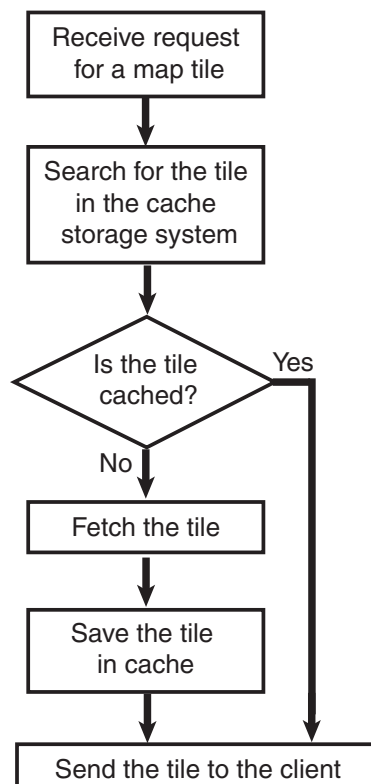 Receive request
for a map tile
Search for the tile
in the cache
storage system
Is the tile
cached?
Yes
No
Fetch the tile
Save the tile
in cache
Send the tile to the client